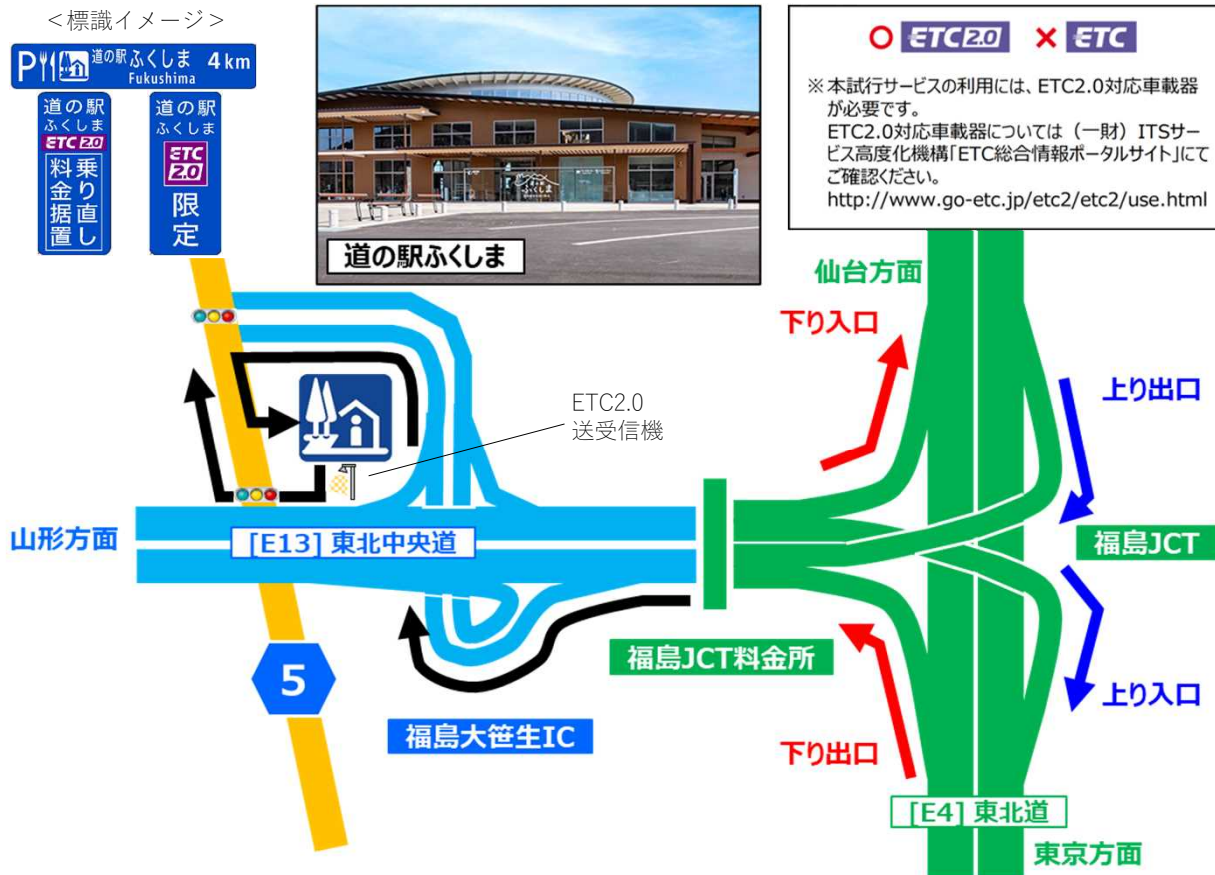 ＜標識イメージ＞
P 道の駅 ふくしま 4km
Fukushima
道の駅
ふくしま
ETC2.0
乗り直し
料金据置
道の駅
ふくしま
ETC
2.0
限定
ふくしま
道の駅ふくしま
○ ETC2.0 × ETC
※本試行サービスの利用には、ETC2.0対応車載器
が必要です。
ETC2.0対応車載器については（一財）ITSサー
ビス高度化機構「ETC総合情報ポータルサイト」にて
ご確認ください。
http://www.go-etc.jp/etc2/etc2/use.html
仙台方面
下り入口
上り出口
ETC2.0
送受信機
山形方面
[E13] 東北中央道
福島JCT
福島JCT料金所
5
上り入口
福島大笹生IC
下り出口
[E4] 東北道
東京方面